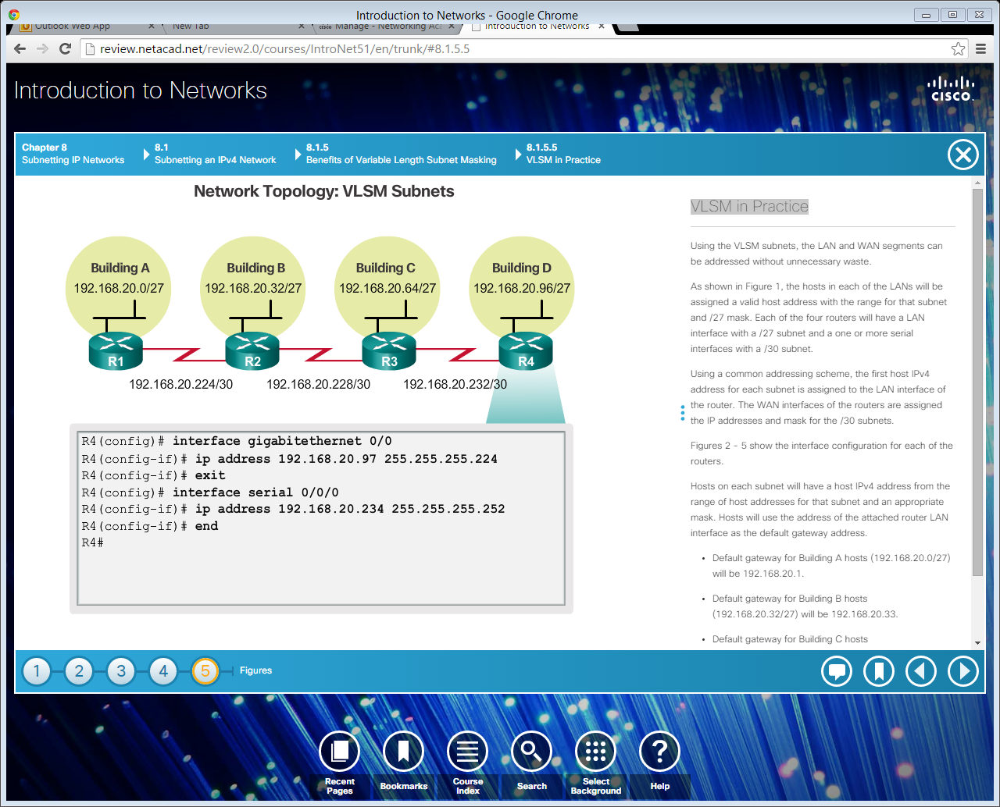 Introduction to Networks - Google Chrome
Outlook Web App
New Tab
Manage - Networking Aca
Introduction to Networks
review.netacad.net/review2.0/courses/IntroNet51/en/trunk/#8.1.5.5
Introduction to Networks
CISCO.
Chapter 8
Subnetting IP Networks
8.1
Subnetting an IPv4 Network
8.1.5
Benefits of Variable Length Subnet Masking
8.1.5.5
VLSM in Practice
Network Topology: VLSM Subnets
Building A
192.168.20.0/27
Building B
192.168.20.32/27
Building C
192.168.20.64/27
Building D
192.168.20.96/27
R1
R2
R3
R4
192.168.20.224/30
192.168.20.228/30
192.168.20.232/30
R4(config)# interface gigabitethernet 0/0
R4(config-if)# ip address 192.168.20.97 255.255.255.224
R4(config-if)# exit
R4(config)# interface serial 0/0/0
R4(config-if)# ip address 192.168.20.234 255.255.255.252
R4(config-if)# end
R4#
VLSM in Practice
Using the VLSM subnets, the LAN and WAN segments can
be addressed without unnecessary waste.
As shown in Figure 1, the hosts in each of the LANs will be
assigned a valid host address with the range for that subnet
and /27 mask. Each of the four routers will have a LAN
interface with a /27 subnet and a one or more serial
interfaces with a /30 subnet.
Using a common addressing scheme, the first host IPv4
address for each subnet is assigned to the LAN interface of
the router. The WAN interfaces of the routers are assigned
the IP addresses and mask for the /30 subnets.
Figures 2 - 5 show the interface configuration for each of the
routers.
Hosts on each subnet will have a host IPv4 address from the
range of host addresses for that subnet and an appropriate
mask. Hosts will use the address of the attached router LAN
interface as the default gateway address.
• Default gateway for Building A hosts (192.168.20.0/27)
will be 192.168.20.1.
• Default gateway for Building B hosts
(192.168.20.32/27) will be 192.168.20.33.
• Default gateway for Building C hosts
1
2
3
4
5
Figures
Recent
Pages
Bookmarks
Course
Index
Search
Select
Background
?
Help